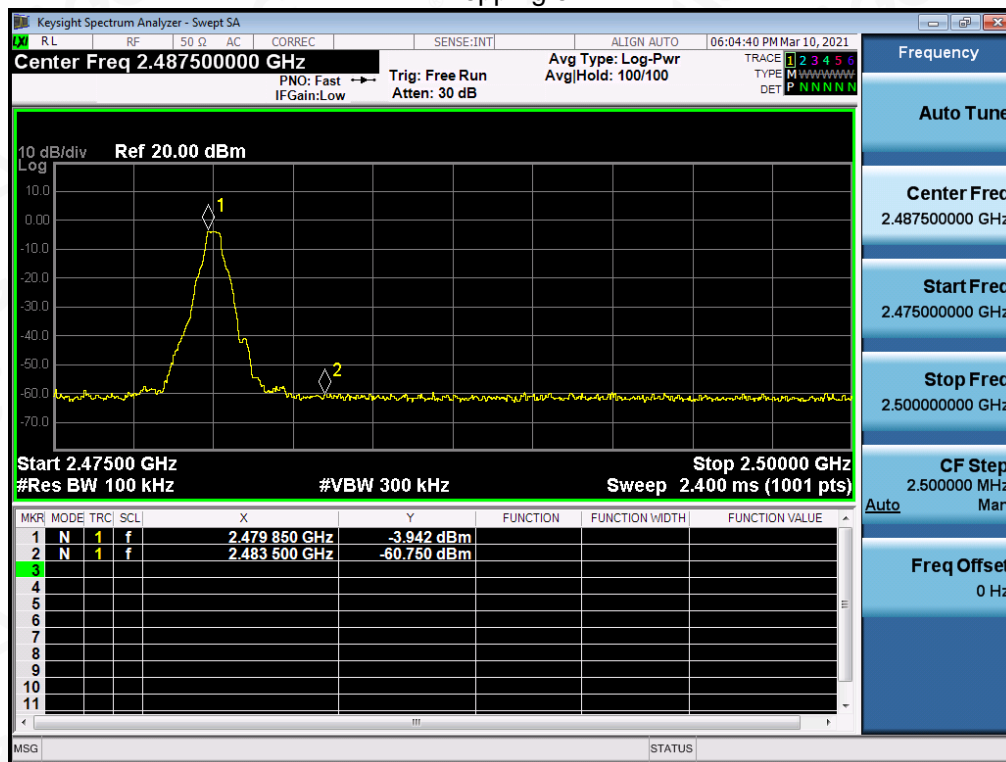 Keysight Spectrum Analyzer - Swept SA
LXI RL RF 50 Ω AC CORREC SENSE:INT ALIGN AUTO 06:04:40 PM Mar 10, 2021
Center Freq 2.487500000 GHz
PNO: Fast
IFGain:Low
Trig: Free Run
Atten: 30 dB
Avg Type: Log-Pwr
Avg|Hold: 100/100
TRACE 1 2 3 4 5 6
TYPE M WWWWW
DET P N N N N N
10 dB/div Ref 20.00 dBm
Log
10.0
0.00
-10.0
-20.0
-30.0
-40.0
-50.0
-60.0
-70.0
1
2
Start 2.47500 GHz Stop 2.50000 GHz
#Res BW 100 kHz #VBW 300 kHz Sweep 2.400 ms (1001 pts)
MKR MODE TRC SCL X Y FUNCTION FUNCTION WIDTH FUNCTION VALUE
1 N 1 f 2.479 850 GHz -3.942 dBm
2 N 1 f 2.483 500 GHz -60.750 dBm
3
4
5
6
7
8
9
10
11
MSG STATUS
Frequency
Auto Tune
Center Freq
2.487500000 GHz
Start Freq
2.475000000 GHz
Stop Freq
2.500000000 GHz
CF Step
2.500000 MHz
Auto Man
Freq Offset
0 Hz